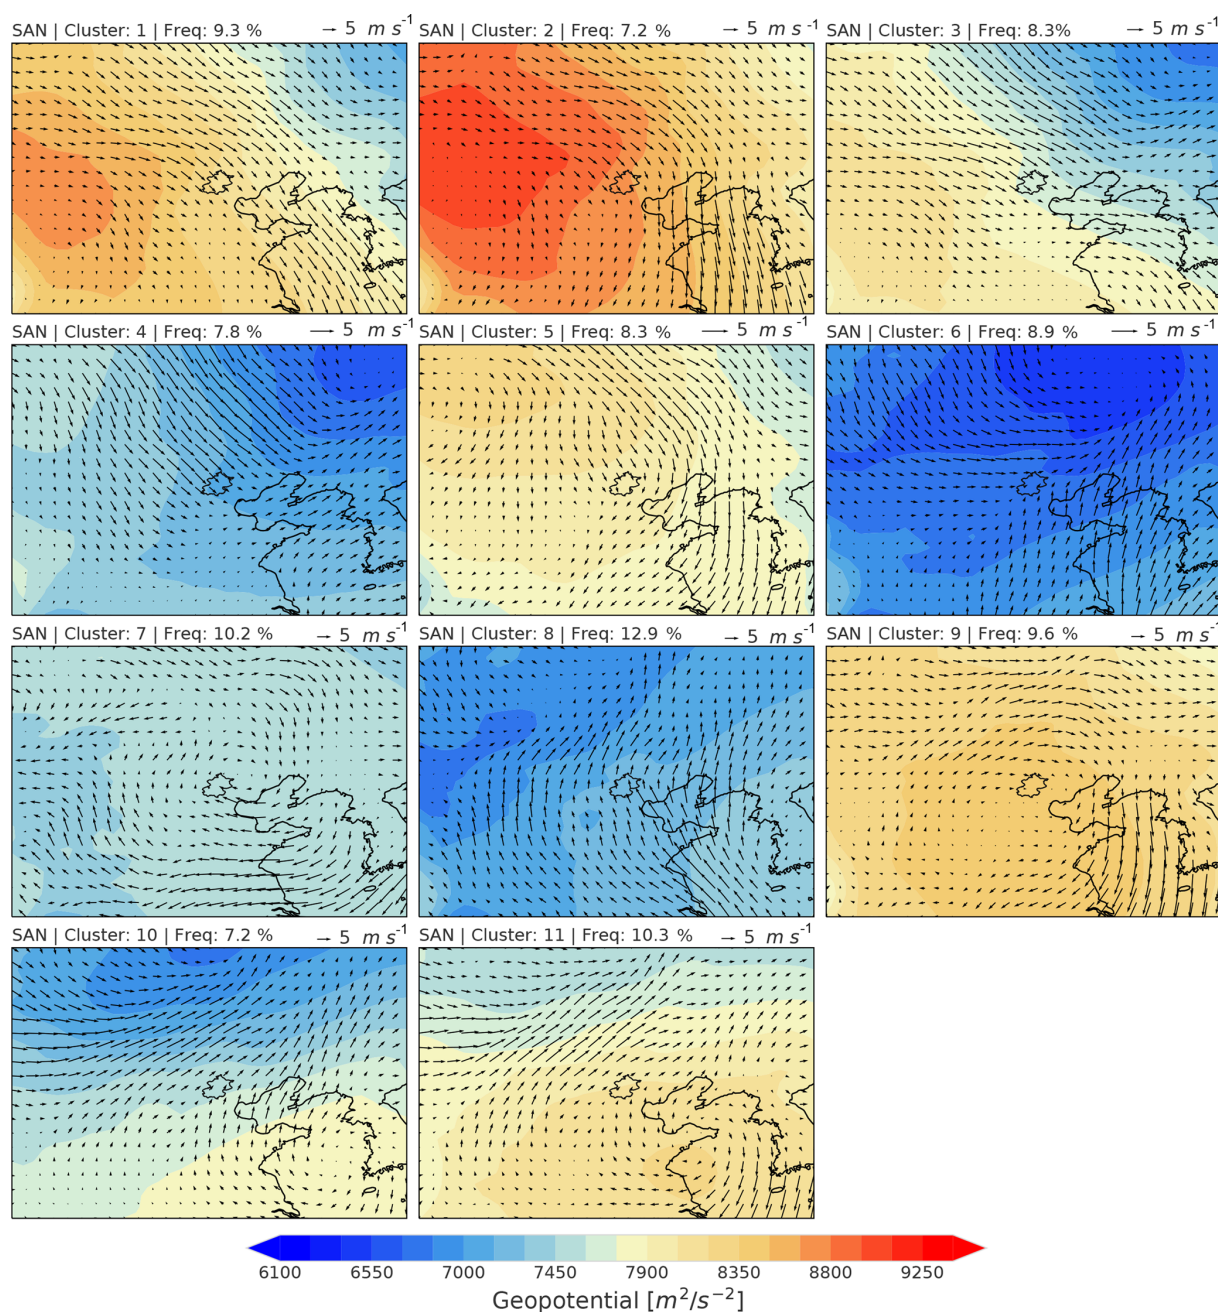 SAN | Cluster: 1 | Freq: 9.3 % → 5 m s⁻¹
SAN | Cluster: 2 | Freq: 7.2 % → 5 m s⁻¹
SAN | Cluster: 3 | Freq: 8.3% → 5 m s⁻¹
SAN | Cluster: 4 | Freq: 7.8 % → 5 m s⁻¹
SAN | Cluster: 5 | Freq: 8.3 % → 5 m s⁻¹
SAN | Cluster: 6 | Freq: 8.9 % → 5 m s⁻¹
SAN | Cluster: 7 | Freq: 10.2 % → 5 m s⁻¹
SAN | Cluster: 8 | Freq: 12.9 % → 5 m s⁻¹
SAN | Cluster: 9 | Freq: 9.6 % → 5 m s⁻¹
SAN | Cluster: 10 | Freq: 7.2 % → 5 m s⁻¹
SAN | Cluster: 11 | Freq: 10.3 % → 5 m s⁻¹
6100 6550 7000 7450 7900 8350 8800 9250
Geopotential [m²/s⁻²]